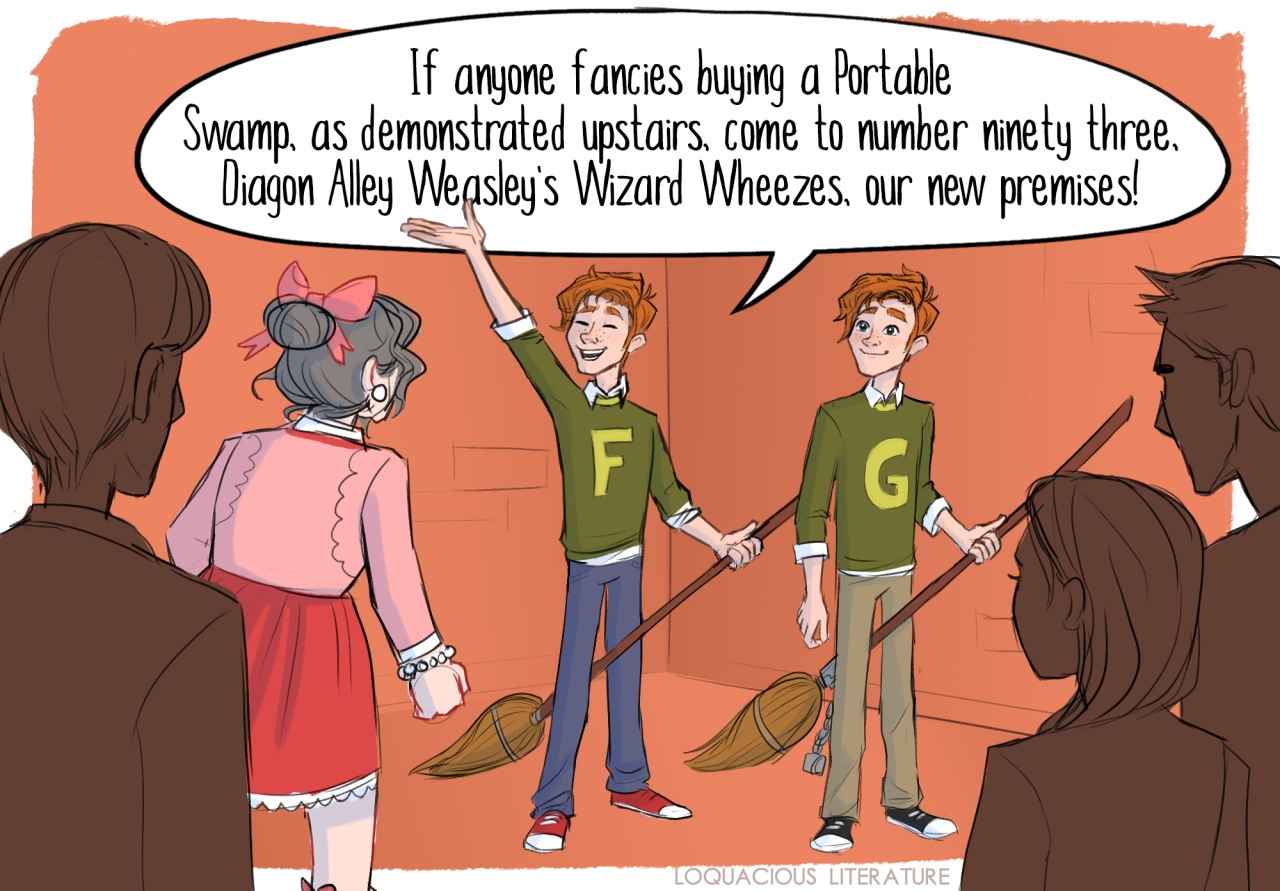 If anyone fancies buying a Portable
Swamp, as demonstrated upstairs, come to number ninety three,
Diagon Alley Weasley's Wizard Wheezes, our new premises!
F
G
LOQUACIOUS LITERATURE